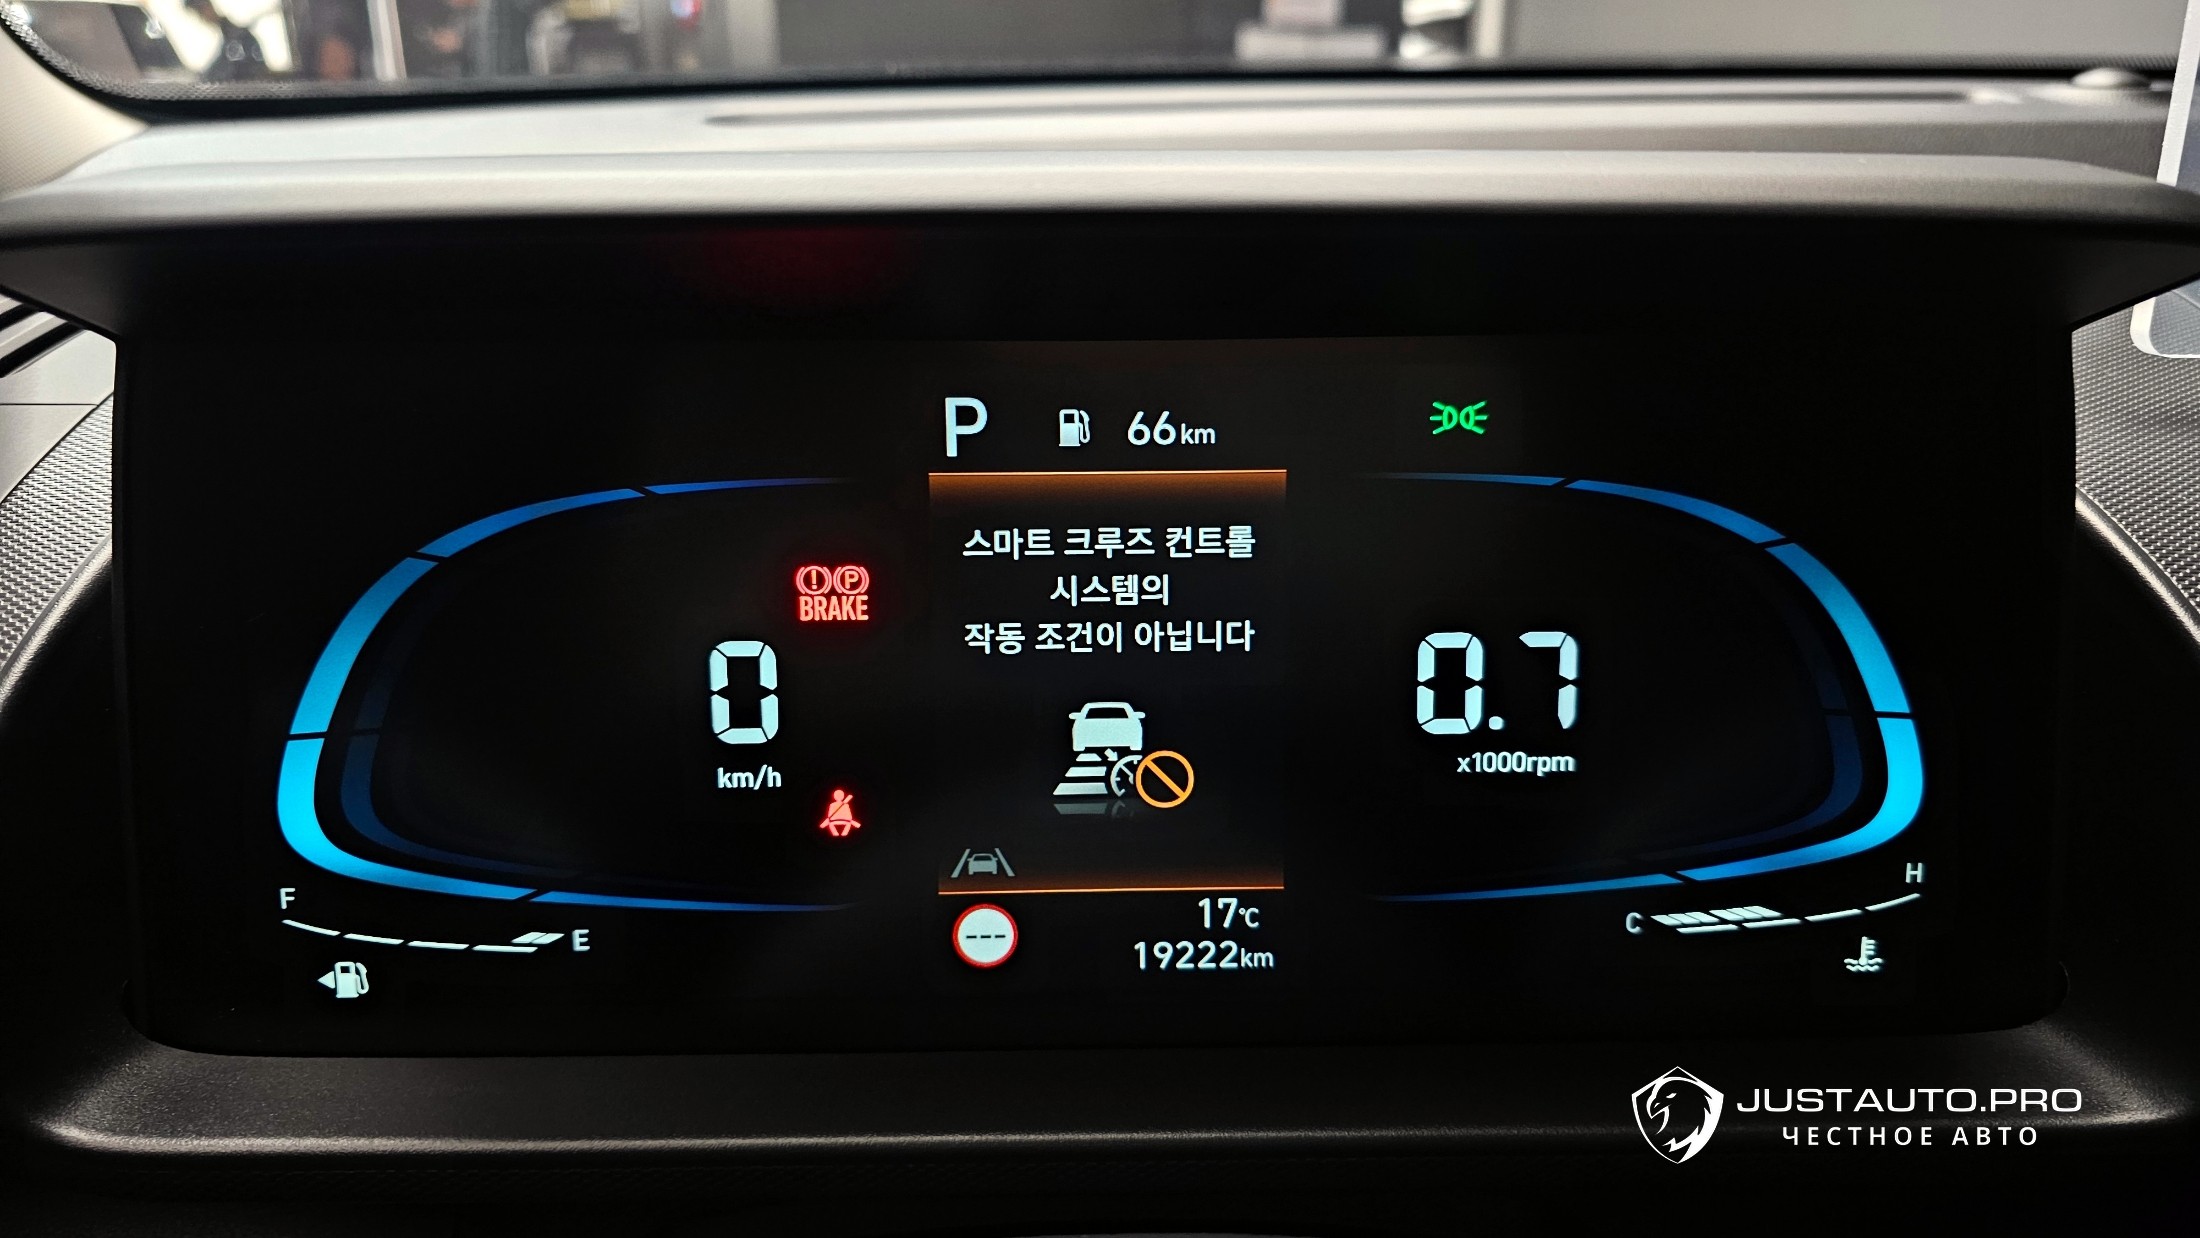 P 66km
스마트 크루즈 컨트롤
시스템의
작동 조건이 아닙니다
BRAKE
0
km/h
0.7
x1000rpm
F E
C H
---
17°C
19222km
JUSTAUTO.PRO
ЧЕСТНОЕ АВТО